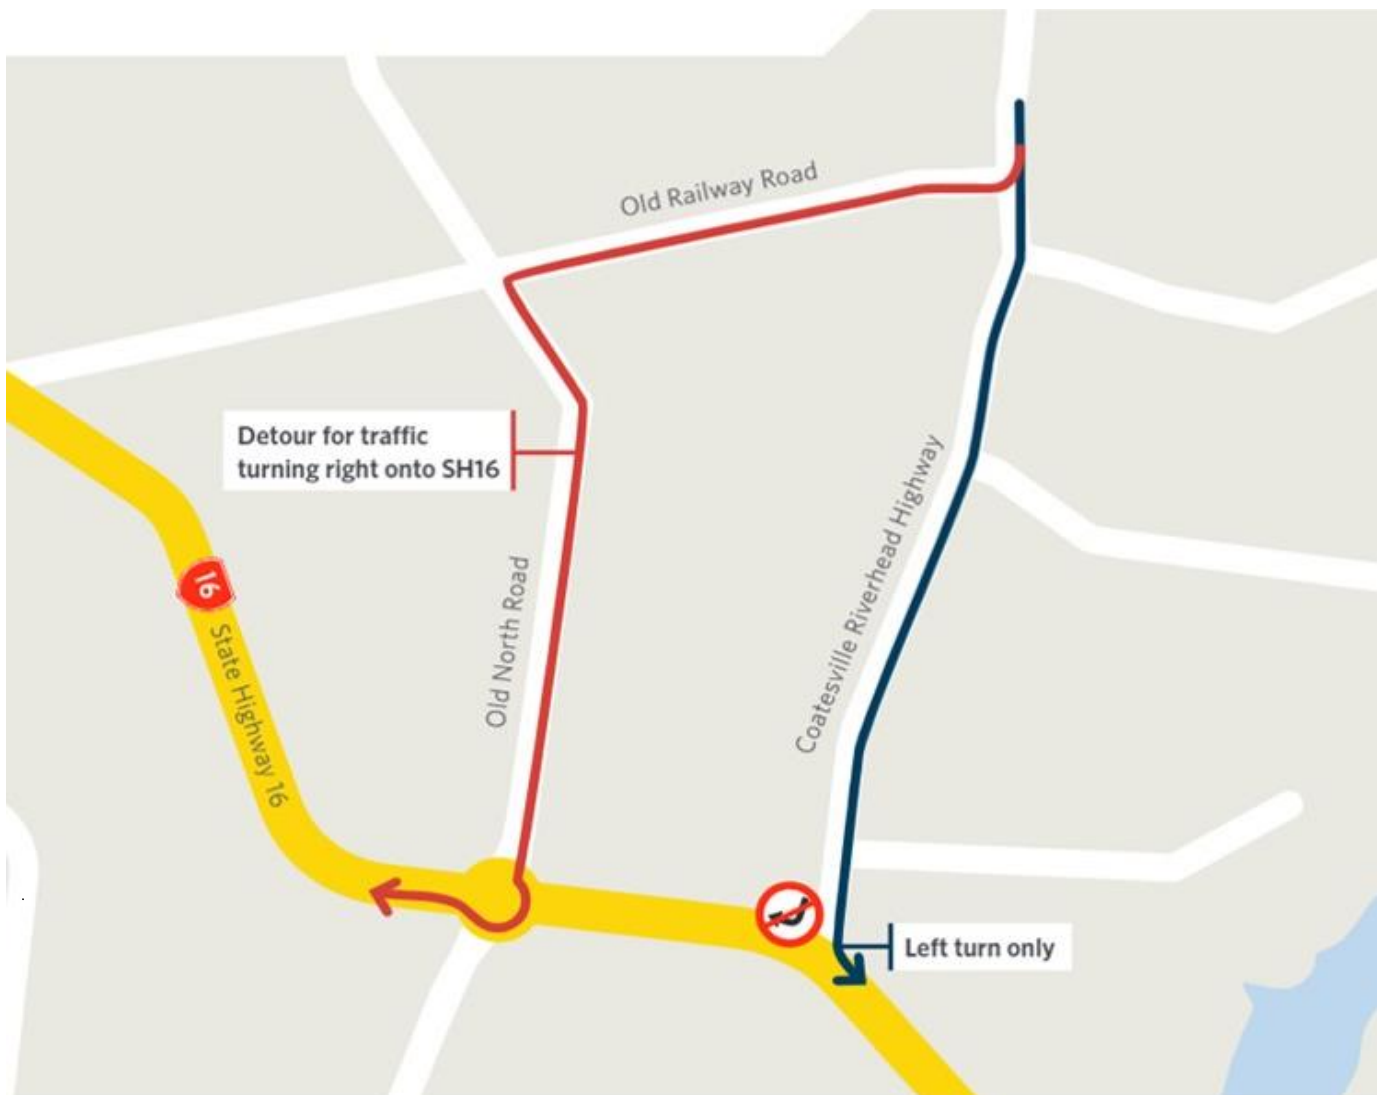 Old Railway Road
Detour for traffic
turning right onto SH16
Coatesville Riverhead Highway
Old North Road
16
State Highway 16
Left turn only